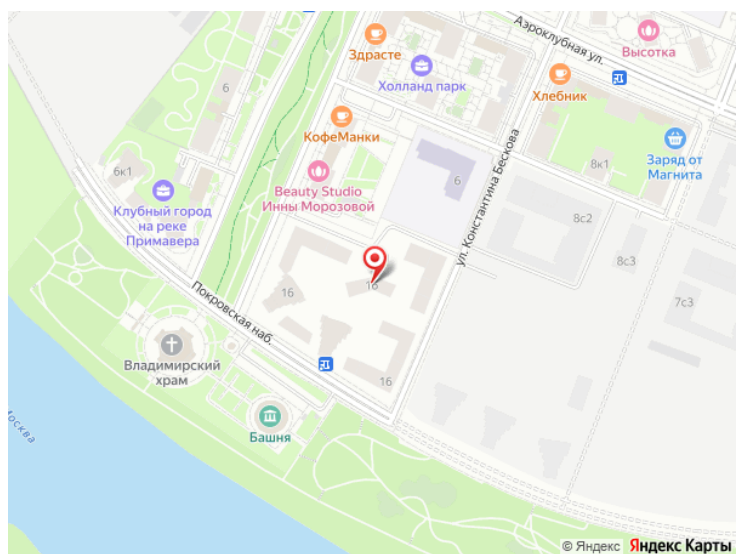 Аэроклубная ул.
Высотка
Здрасте
6
Холланд парк
Хлебник
КофеМанки
8к1
Заряд от
Магнита
6к1
Клубный город
на реке
Примавера
Beauty Studio
Инны Морозовой
6
ул. Константина Бескова
8с2
8с3
7с3
16
16
Покровская наб.
Владимирский
храм
16
Башня
Москва
© Яндекс Яндекс Карты